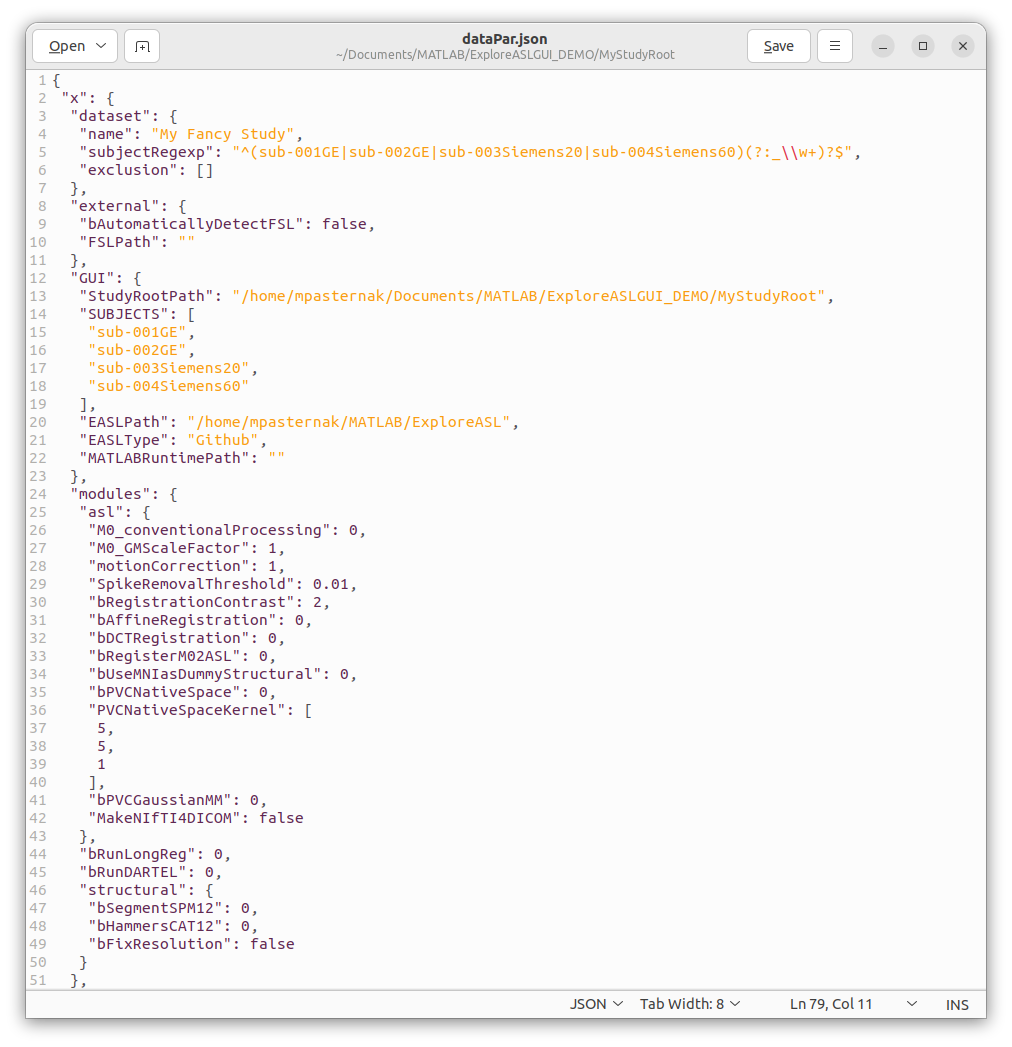 Open
dataPar.json
~/Documents/MATLAB/ExploreASLGUI_DEMO/MyStudyRoot
Save
1 {
2  "x": {
3   "dataset": {
4    "name": "My Fancy Study",
5    "subjectRegexp": "^(sub-001GE|sub-002GE|sub-003Siemens20|sub-004Siemens60)(?:_\\w+)?$",
6    "exclusion": []
7   },
8   "external": {
9    "bAutomaticallyDetectFSL": false,
10    "FSLPath": ""
11   },
12   "GUI": {
13    "StudyRootPath": "/home/mpasternak/Documents/MATLAB/ExploreASLGUI_DEMO/MyStudyRoot",
14    "SUBJECTS": [
15     "sub-001GE",
16     "sub-002GE",
17     "sub-003Siemens20",
18     "sub-004Siemens60"
19    ],
20    "EASLPath": "/home/mpasternak/MATLAB/ExploreASL",
21    "EASLType": "Github",
22    "MATLABRuntimePath": ""
23   },
24   "modules": {
25    "asl": {
26     "M0_conventionalProcessing": 0,
27     "M0_GMScaleFactor": 1,
28     "motionCorrection": 1,
29     "SpikeRemovalThreshold": 0.01,
30     "bRegistrationContrast": 2,
31     "bAffineRegistration": 0,
32     "bDCTRegistration": 0,
33     "bRegisterM02ASL": 0,
34     "bUseMNIasDummyStructural": 0,
35     "bPVCNativeSpace": 0,
36     "PVCNativeSpaceKernel": [
37      5,
38      5,
39      1
40     ],
41     "bPVCGaussianMM": 0,
42     "MakeNIfTI4DICOM": false
43    },
44    "bRunLongReg": 0,
45    "bRunDARTEL": 0,
46    "structural": {
47     "bSegmentSPM12": 0,
48     "bHammersCAT12": 0,
49     "bFixResolution": false
50    }
51   },
JSON Tab Width: 8 Ln 79, Col 11 INS